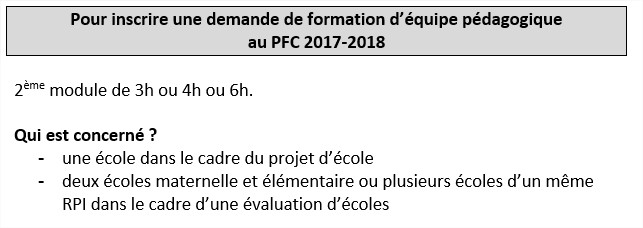 Pour inscrire une demande de formation d’équipe pédagogique
au PFC 2017-2018
2ème module de 3h ou 4h ou 6h.
Qui est concerné ?
- une école dans le cadre du projet d’école
- deux écoles maternelle et élémentaire ou plusieurs écoles d’un même
RPI dans le cadre d’une évaluation d’écoles